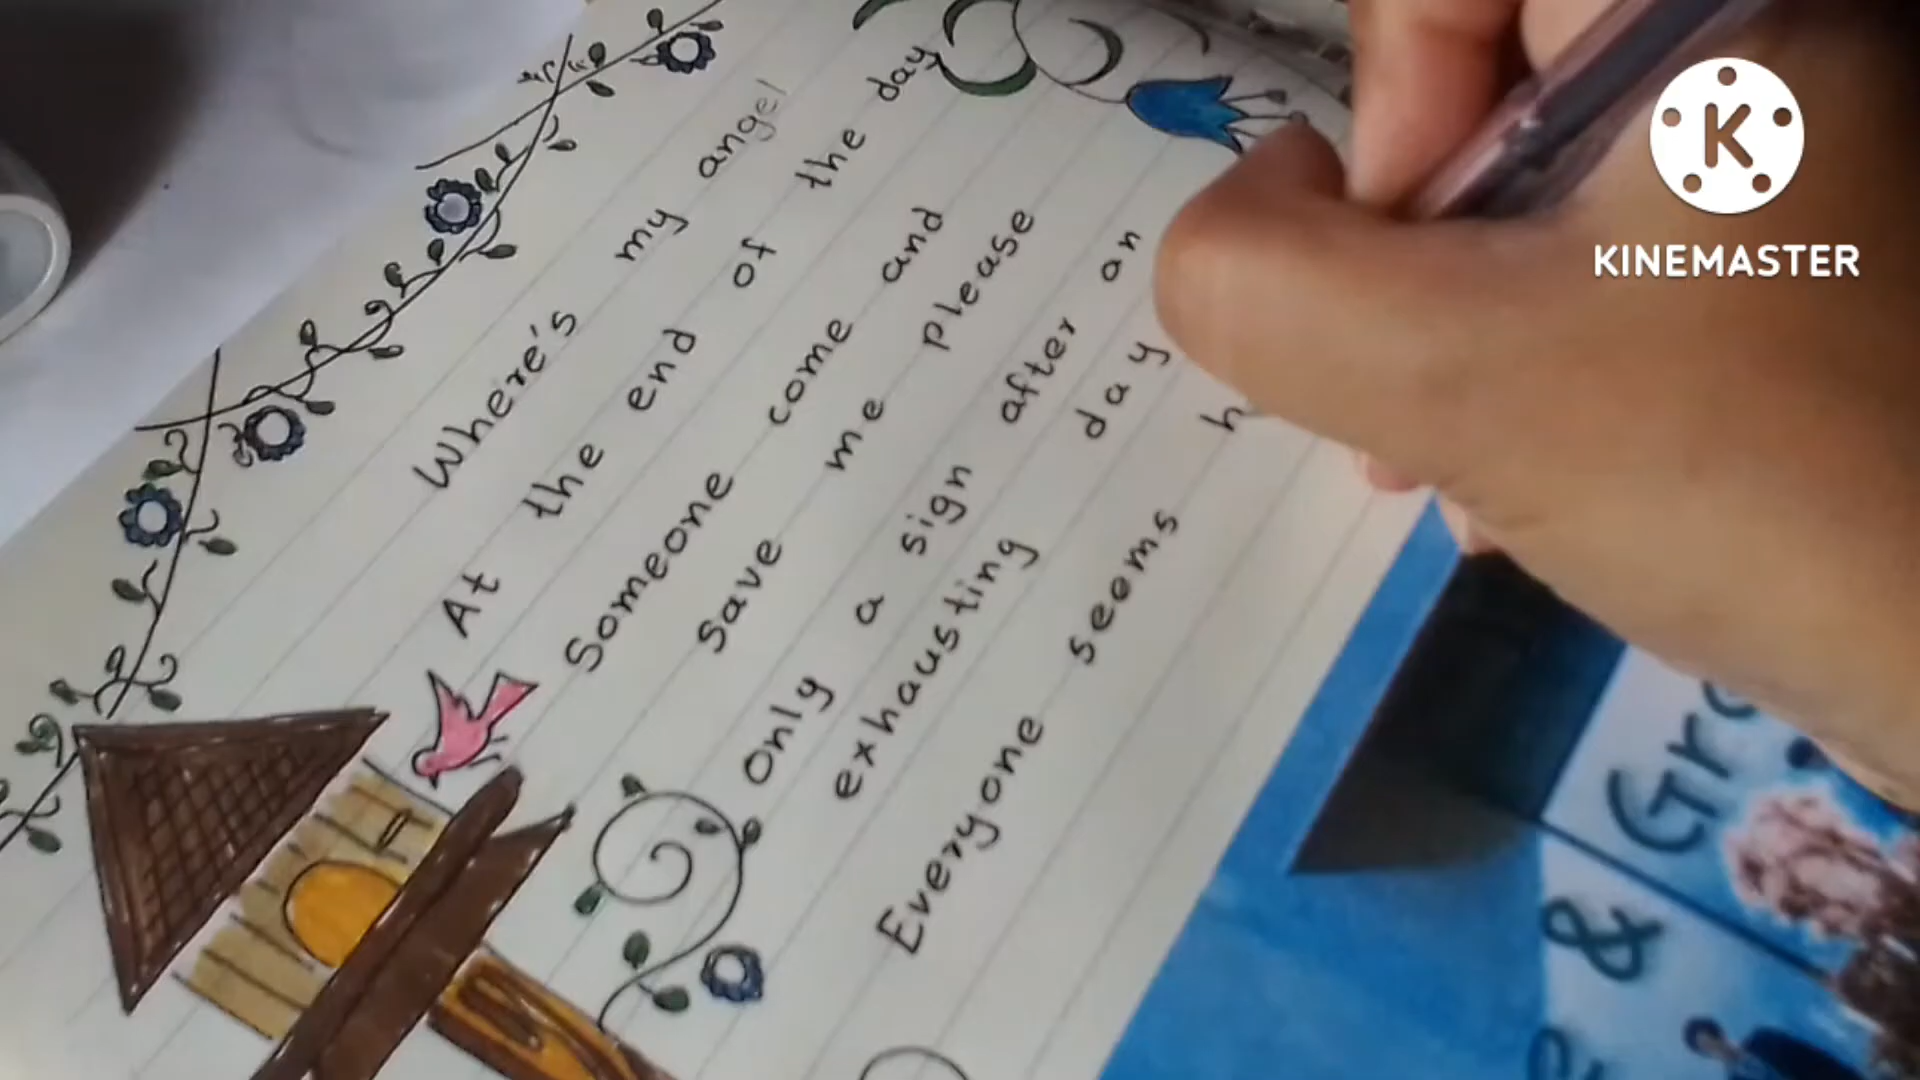 Where's my angel
At the end of the day
Someone come and
save me please
Only a sign after an
exhausting day
Everyone seems h
Gr
&
K
KINEMASTER